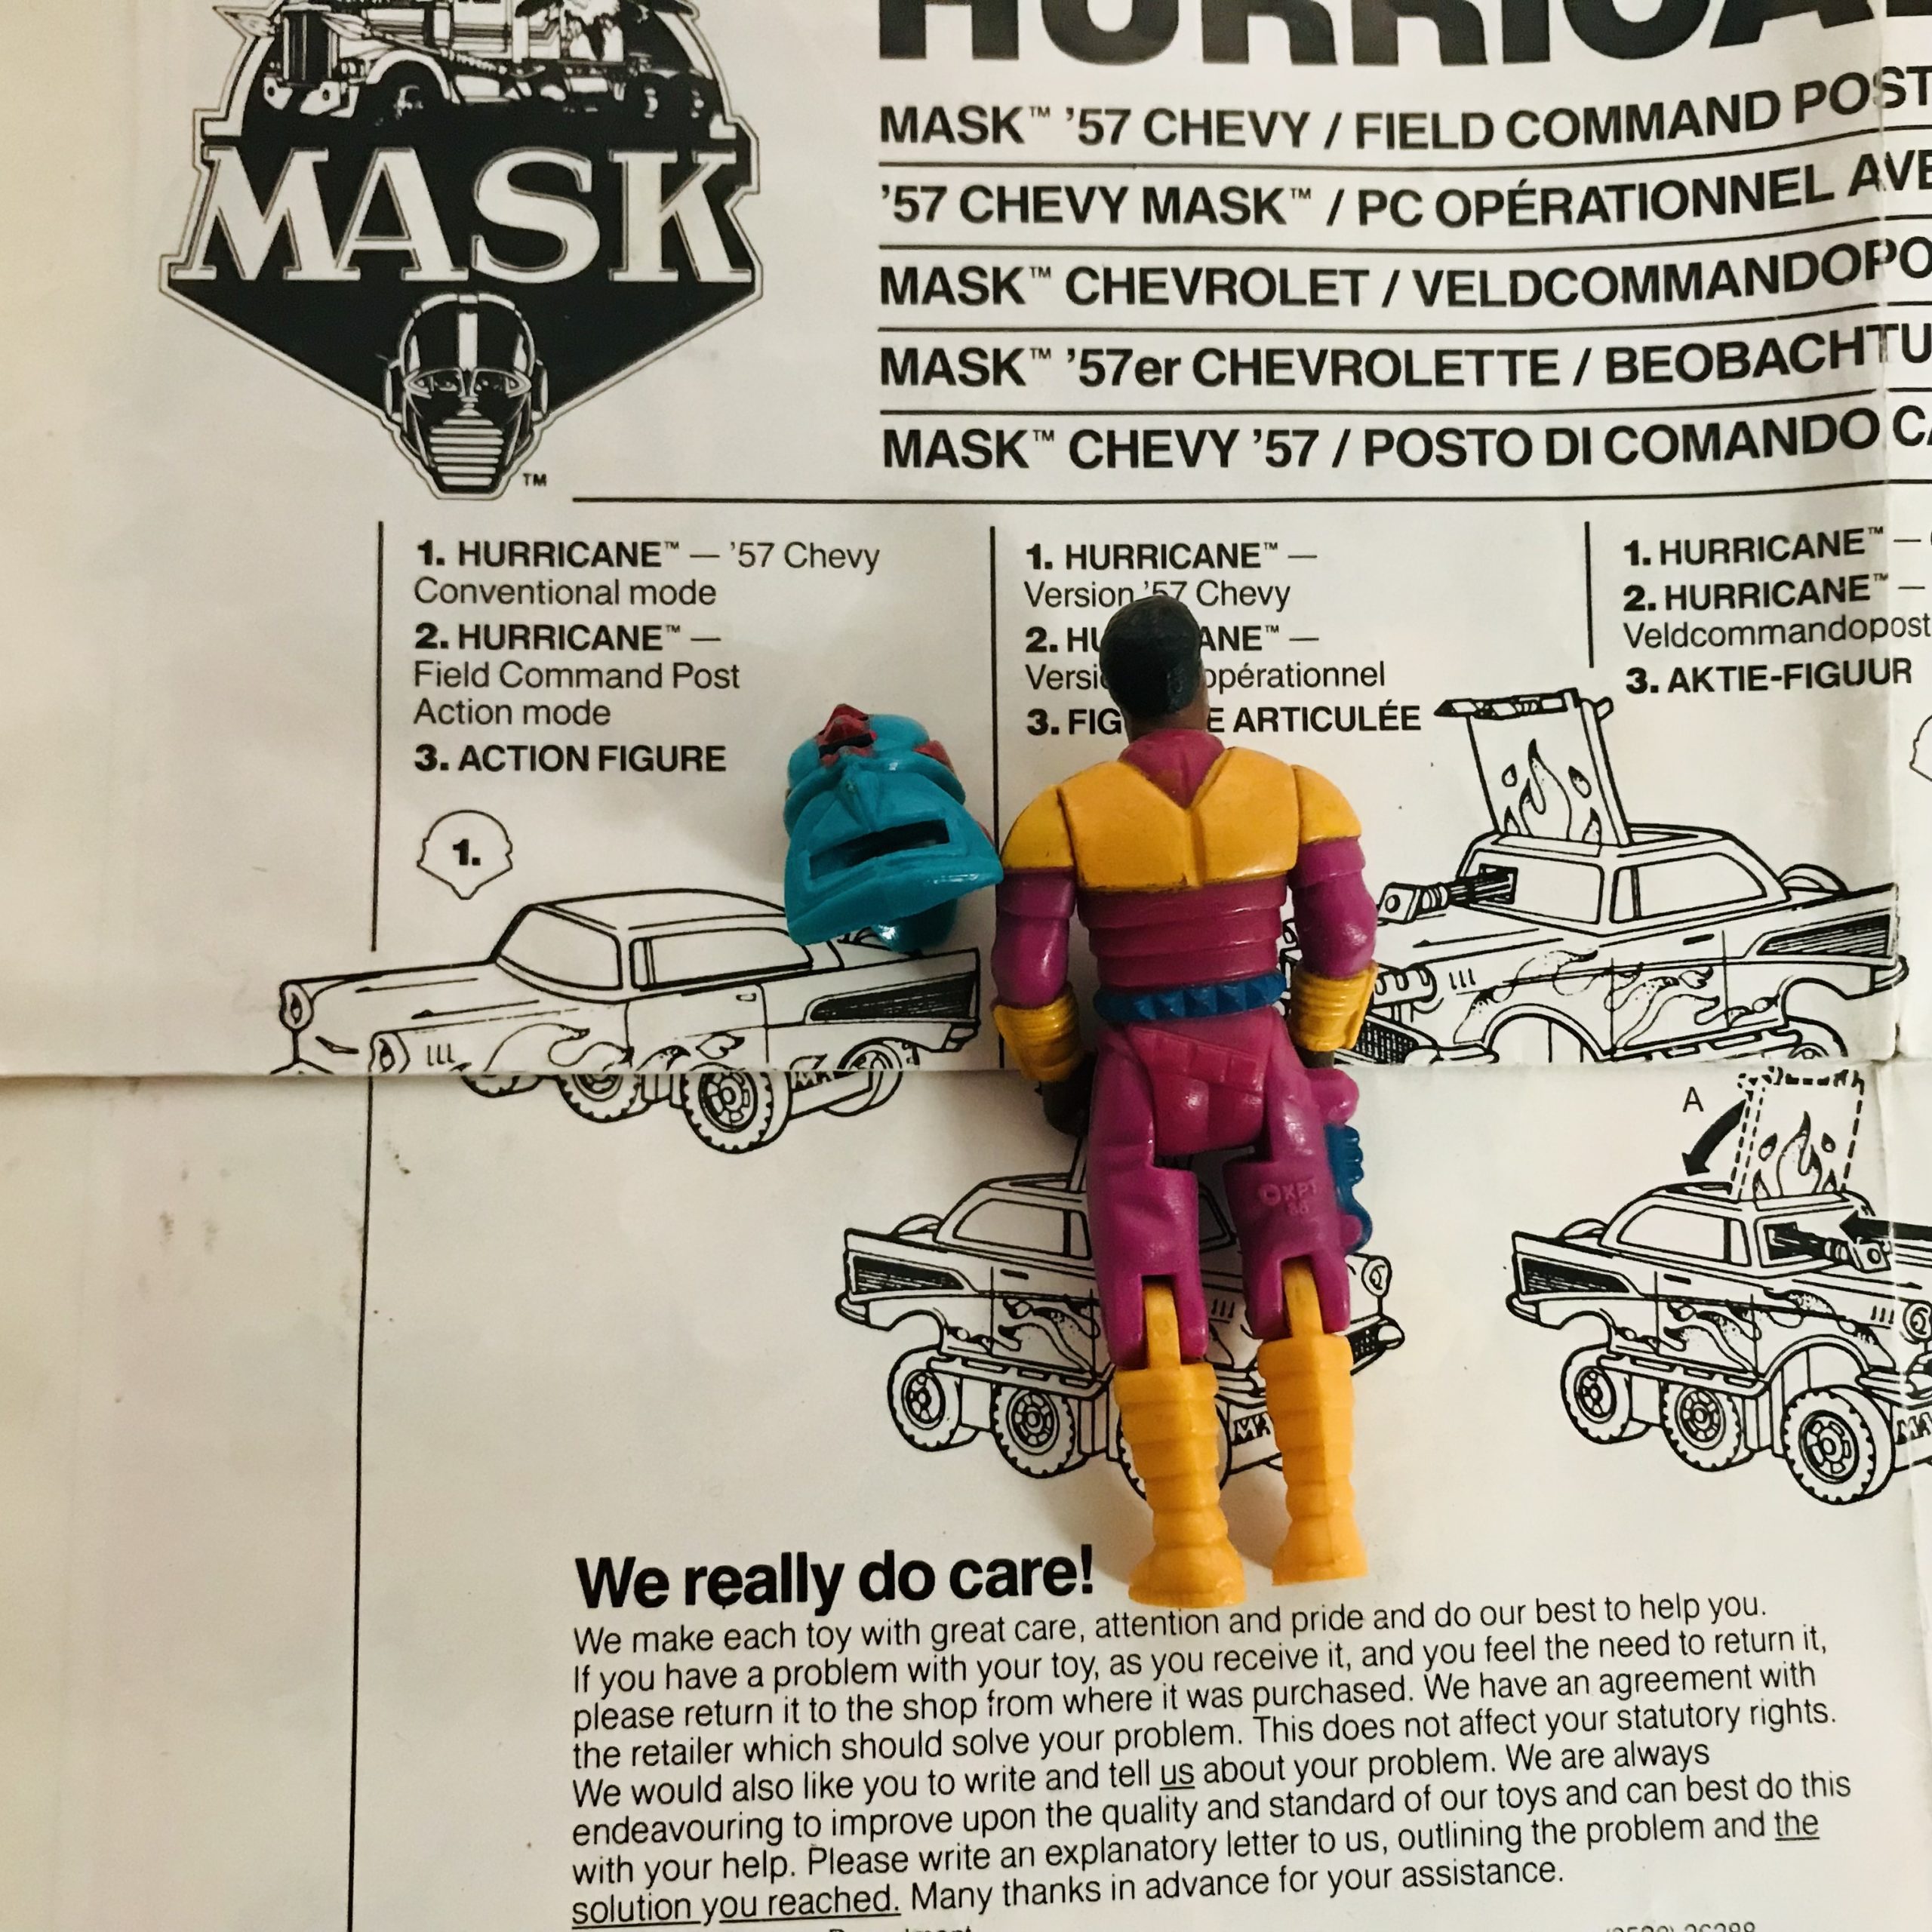 MASK
TM
MASK™ '57 CHEVY / FIELD COMMAND POST
'57 CHEVY MASK™ / PC OPÉRATIONNEL
MASK™ CHEVROLET /
MASK™ '57er CHEVROLETTE /
MASK™ CHEVY '57 / POSTO DI COMANDO
1. HURRICANE™ — '57 Chevy
Conventional mode
2. HURRICANE™ —
Field Command Post
Action mode
3. ACTION FIGURE
1.
1. HURRICANE™ —
Version '57 Chevy
2. HU ANE™ —
Versi opérationnel
3. FIG E ARTICULÉE
1. HURRICANE™ —
2. HURRICANE™ —
Veldcommandopost
3. AKTIE-FIGUUR
A
We really do care!
We make each toy with great care, attention and pride and do our best to help you.
If you have a problem with your toy, as you receive it, and you feel the need to return it,
please return it to the shop from where it was purchased. We have an agreement with
the retailer which should solve your problem. This does not affect your statutory rights.
We would also like you to write and tell us about your problem. We are always
endeavouring to improve upon the quality and standard of our toys and can best do this
with your help. Please write an explanatory letter to us, outlining the problem and the
solution you reached. Many thanks in advance for your assistance.